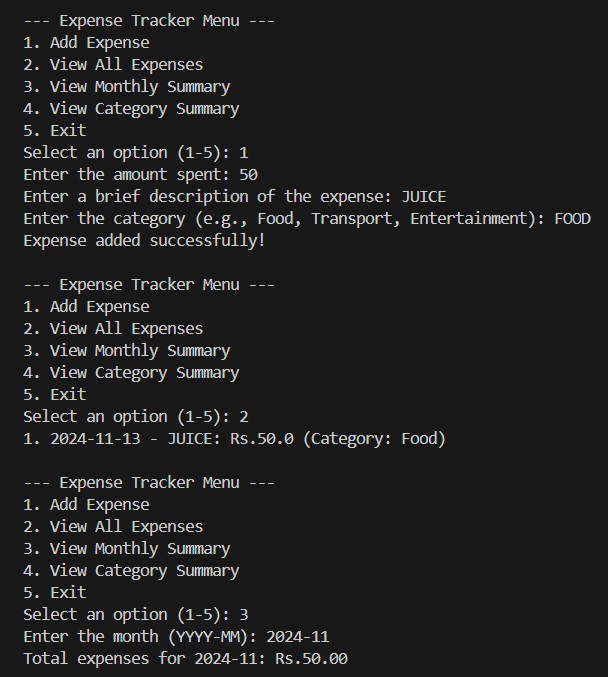 --- Expense Tracker Menu ---
1. Add Expense
2. View All Expenses
3. View Monthly Summary
4. View Category Summary
5. Exit
Select an option (1-5): 1
Enter the amount spent: 50
Enter a brief description of the expense: JUICE
Enter the category (e.g., Food, Transport, Entertainment): FOOD
Expense added successfully!
--- Expense Tracker Menu ---
1. Add Expense
2. View All Expenses
3. View Monthly Summary
4. View Category Summary
5. Exit
Select an option (1-5): 2
1. 2024-11-13 - JUICE: Rs.50.0 (Category: Food)
--- Expense Tracker Menu ---
1. Add Expense
2. View All Expenses
3. View Monthly Summary
4. View Category Summary
5. Exit
Select an option (1-5): 3
Enter the month (YYYY-MM): 2024-11
Total expenses for 2024-11: Rs.50.00